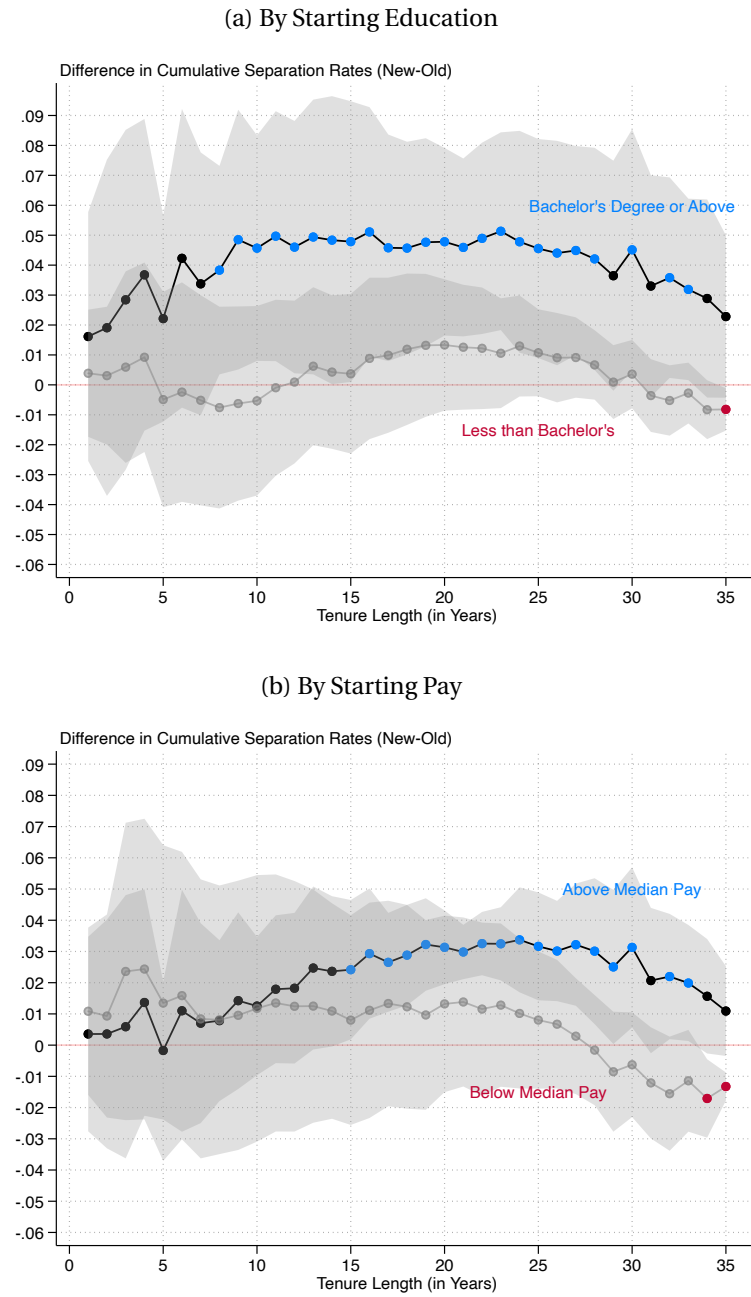 (a) By Starting Education
Difference in Cumulative Separation Rates (New-Old)
.09
.08
.07
.06
Bachelor's Degree or Above
.05
.04
.03
.02
.01
0
-.01
Less than Bachelor's
-.02
-.03
-.04
-.05
-.06
0 5 10 15 20 25 30 35
Tenure Length (in Years)
(b) By Starting Pay
Difference in Cumulative Separation Rates (New-Old)
.09
.08
.07
.06
.05
Above Median Pay
.04
.03
.02
.01
0
-.01
Below Median Pay
-.02
-.03
-.04
-.05
-.06
0 5 10 15 20 25 30 35
Tenure Length (in Years)